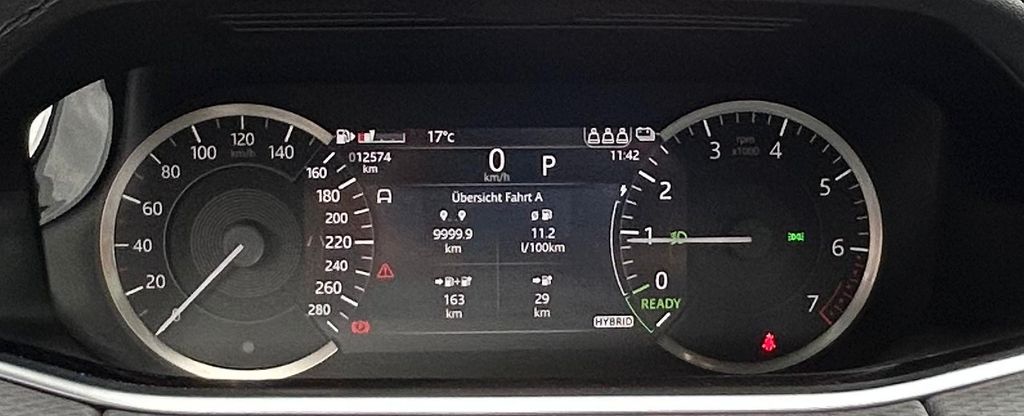 0
20
40
60
80
100
120
km/h
140
160
180
200
220
240
260
280
17°c
012574
km
0
km/h
P
11:42
Übersicht Fahrt A
9999.9
km
ø
11.2
l/100km
163
km
29
km
HYBRID
READY
0
1
2
3
4
5
6
7
rpm
x1000